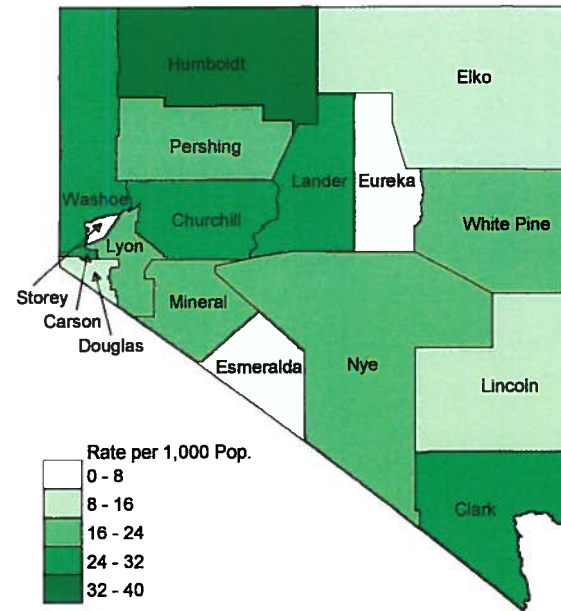 Humboldt
Elko
Pershing
Lander
Eureka
Washoe
Churchill
White Pine
Lyon
Storey
Carson
Douglas
Mineral
Esmeralda
Nye
Lincoln
Clark
Rate per 1,000 Pop.
0 - 8
8 - 16
16 - 24
24 - 32
32 - 40